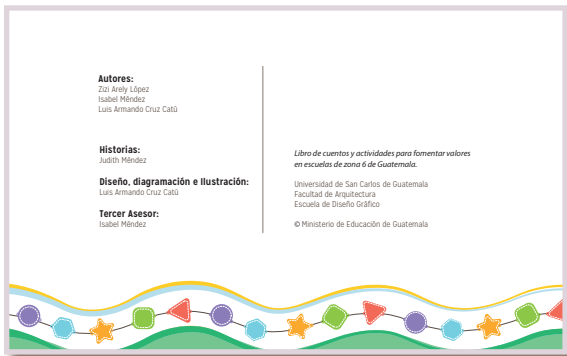 Autores:
Zizi Arely López
Isabel Méndez
Luis Armando Cruz Catú
Historias:
Judith Méndez
Diseño, diagramación e Ilustración:
Luis Armando Cruz Catú
Tercer Asesor:
Isabel Méndez
Libro de cuentos y actividades para fomentar valores
en escuelas de zona 6 de Guatemala.
Universidad de San Carlos de Guatemala
Facultad de Arquitectura
Escuela de Diseño Gráfico
© Ministerio de Educación de Guatemala